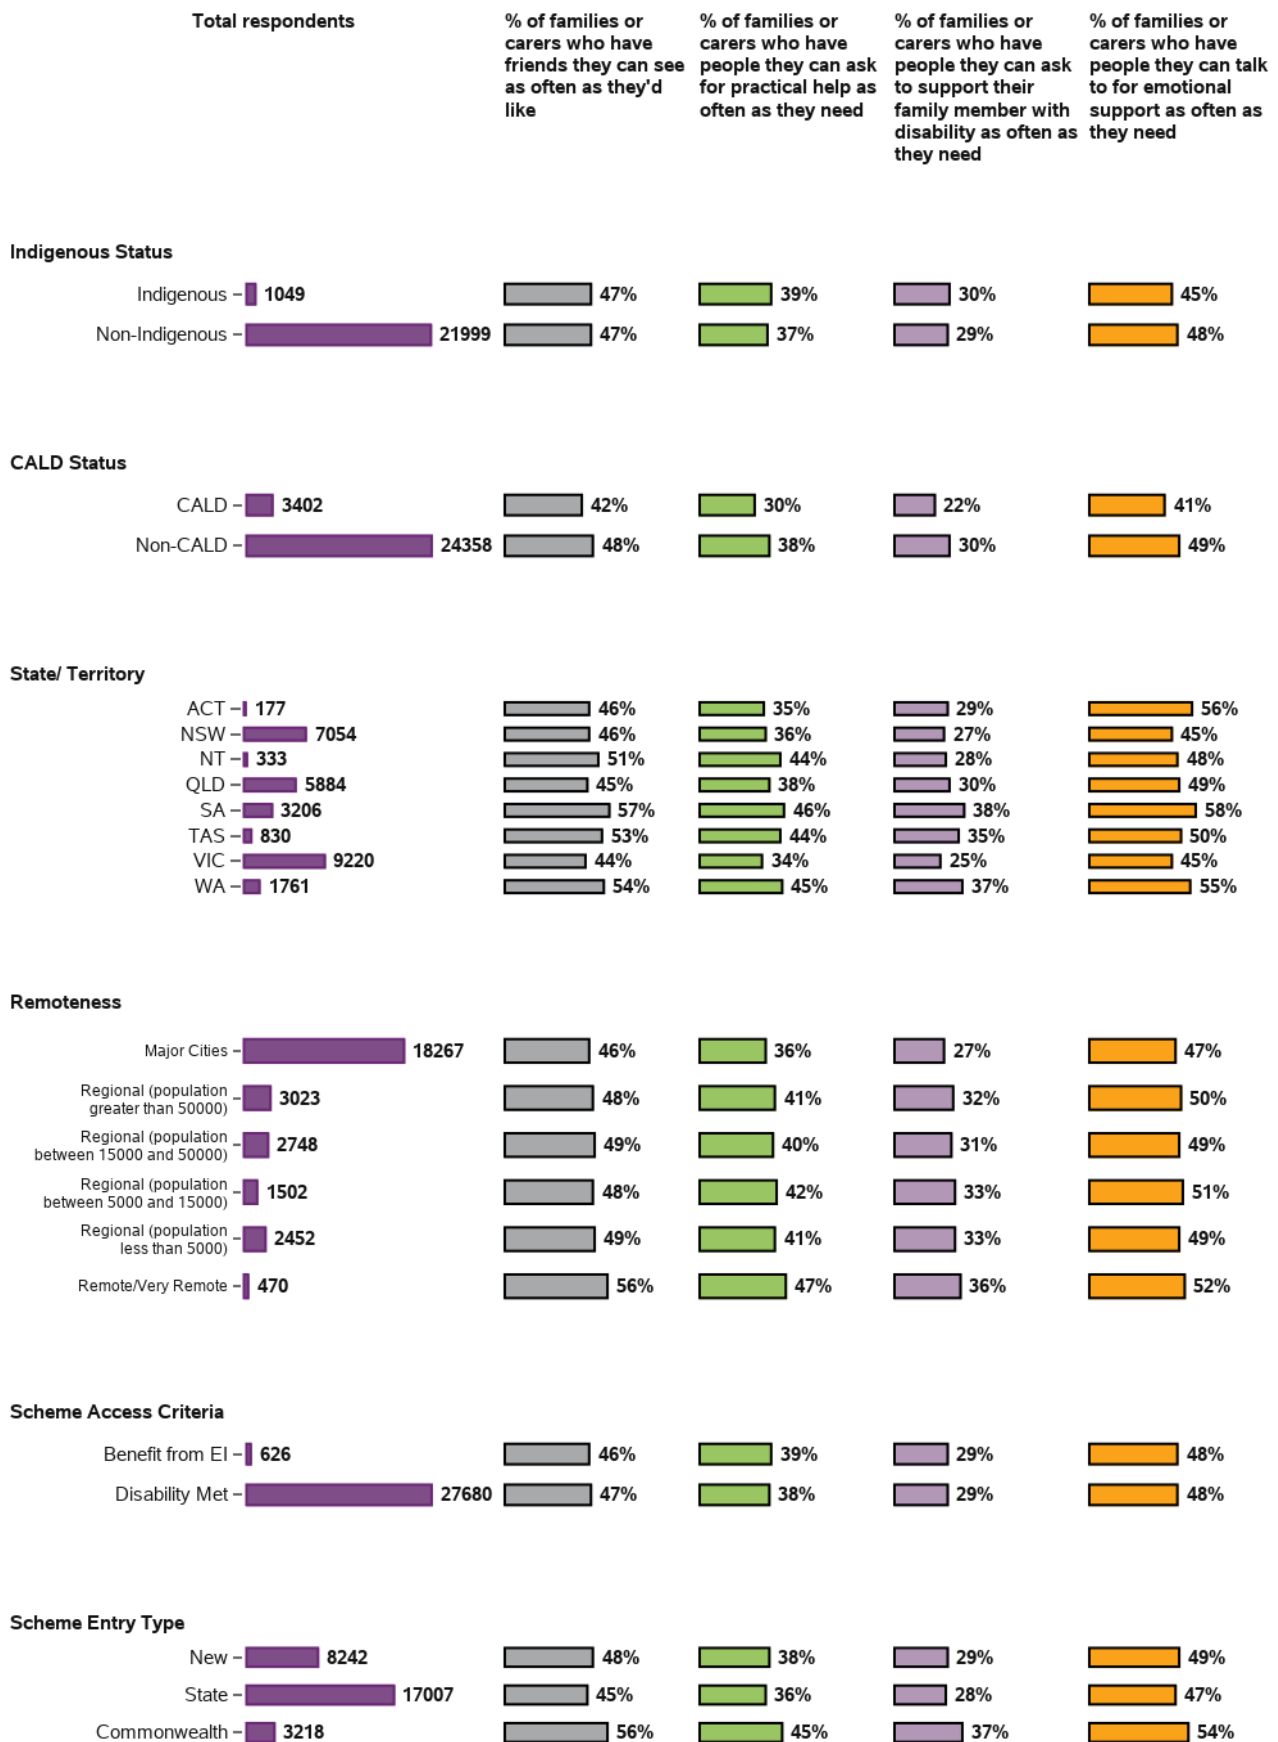 Total respondents
% of families or carers who have friends they can see as often as they'd like
% of families or carers who have people they can ask for practical help as often as they need
% of families or carers who have people they can ask to support their family member with disability as often as they need
% of families or carers who have people they can talk to for emotional support as often as they need
Indigenous Status
Indigenous 1049 47% 39% 30% 45%
Non-Indigenous 21999 47% 37% 29% 48%
CALD Status
CALD 3402 42% 30% 22% 41%
Non-CALD 24358 48% 38% 30% 49%
State/ Territory
ACT 177 46% 35% 29% 56%
NSW 7054 46% 36% 27% 45%
NT 333 51% 44% 28% 48%
QLD 5884 45% 38% 30% 49%
SA 3206 57% 46% 38% 58%
TAS 830 53% 44% 35% 50%
VIC 9220 44% 34% 25% 45%
WA 1761 54% 45% 37% 55%
Remoteness
Major Cities 18267 46% 36% 27% 47%
Regional (population greater than 50000) 3023 48% 41% 32% 50%
Regional (population between 15000 and 50000) 2748 49% 40% 31% 49%
Regional (population between 5000 and 15000) 1502 48% 42% 33% 51%
Regional (population less than 5000) 2452 49% 41% 33% 49%
Remote/Very Remote 470 56% 47% 36% 52%
Scheme Access Criteria
Benefit from EI 626 46% 39% 29% 48%
Disability Met 27680 47% 38% 29% 48%
Scheme Entry Type
New 8242 48% 38% 29% 49%
State 17007 45% 36% 28% 47%
Commonwealth 3218 56% 45% 37% 54%